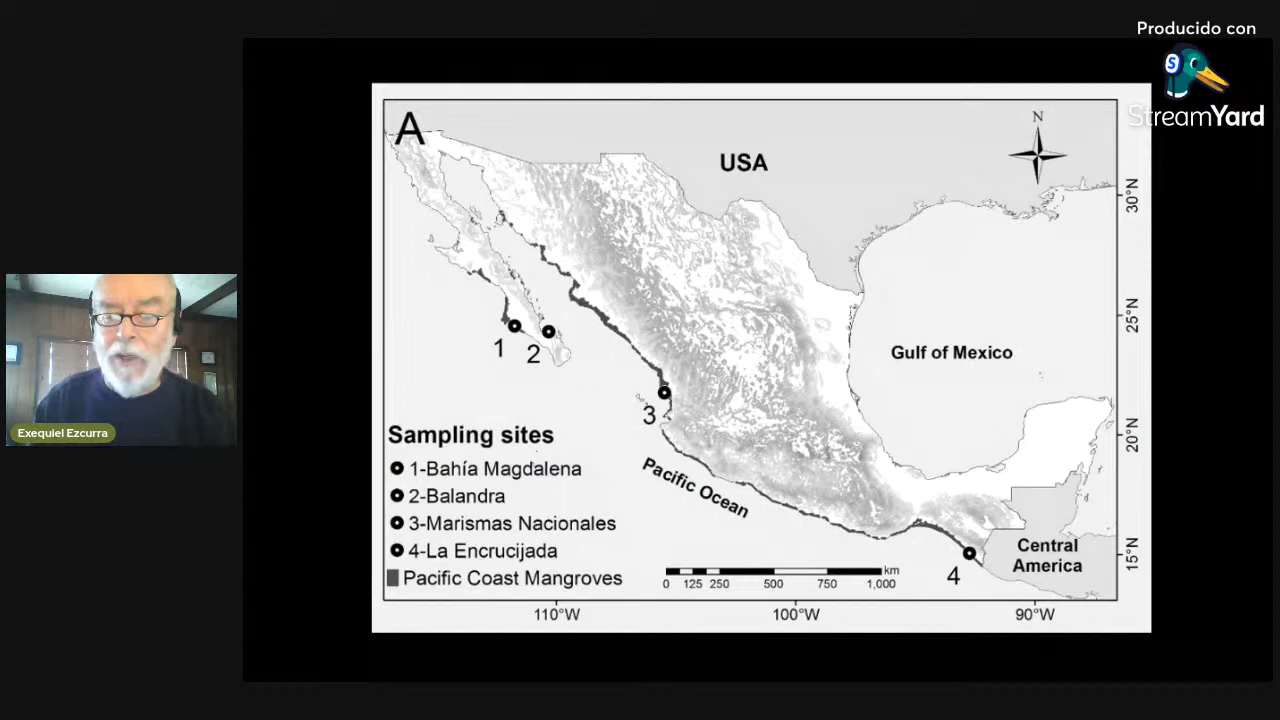 Producido con
StreamYard
A
N
USA
30°N
25°N
Gulf of Mexico
1
2
3
20°N
Sampling sites
1-Bahía Magdalena
2-Balandra
3-Marismas Nacionales
4-La Encrucijada
Pacific Coast Mangroves
Pacific Ocean
Central
America
15°N
4
km
0 125 250 500 750 1,000
110°W 100°W 90°W
Exequiel Ezcurra